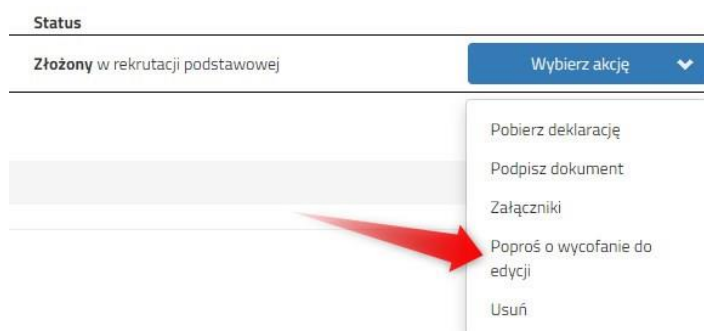 Status
Złożony w rekrutacji podstawowej
Wybierz akcję
Pobierz deklarację
Podpisz dokument
Załączniki
Poproś o wycofanie do
edycji
Usuń